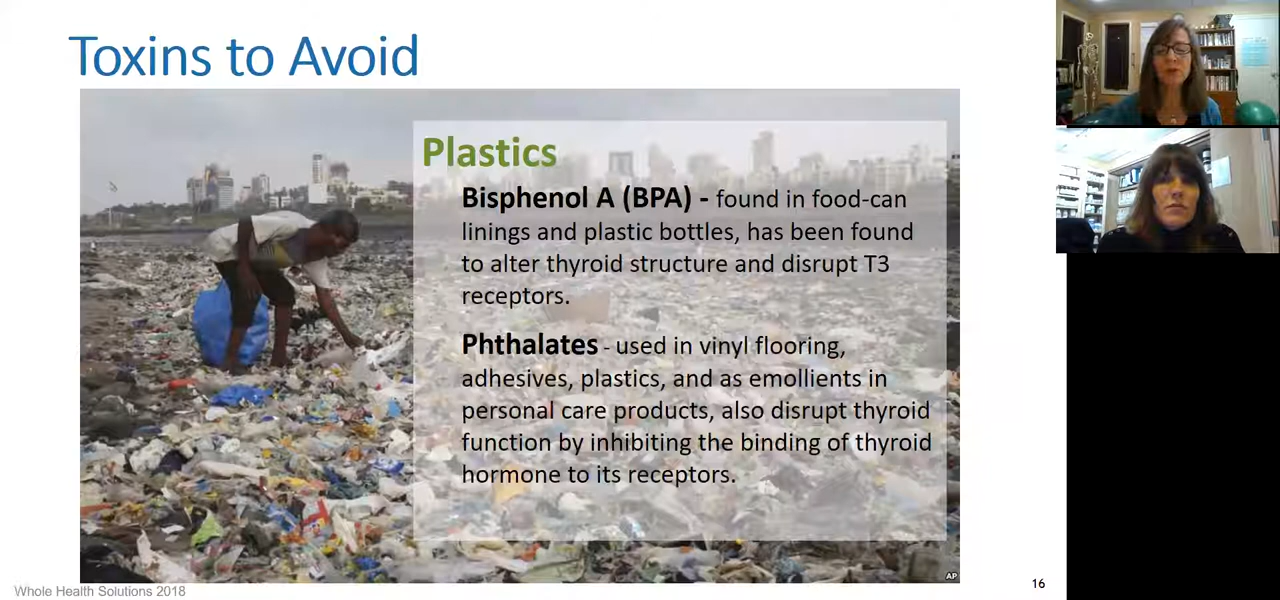 Toxins to Avoid
Plastics
Bisphenol A (BPA) - found in food-can
linings and plastic bottles, has been found
to alter thyroid structure and disrupt T3
receptors.
Phthalates - used in vinyl flooring,
adhesives, plastics, and as emollients in
personal care products, also disrupt thyroid
function by inhibiting the binding of thyroid
hormone to its receptors.
AP
Whole Health Solutions 2018
16